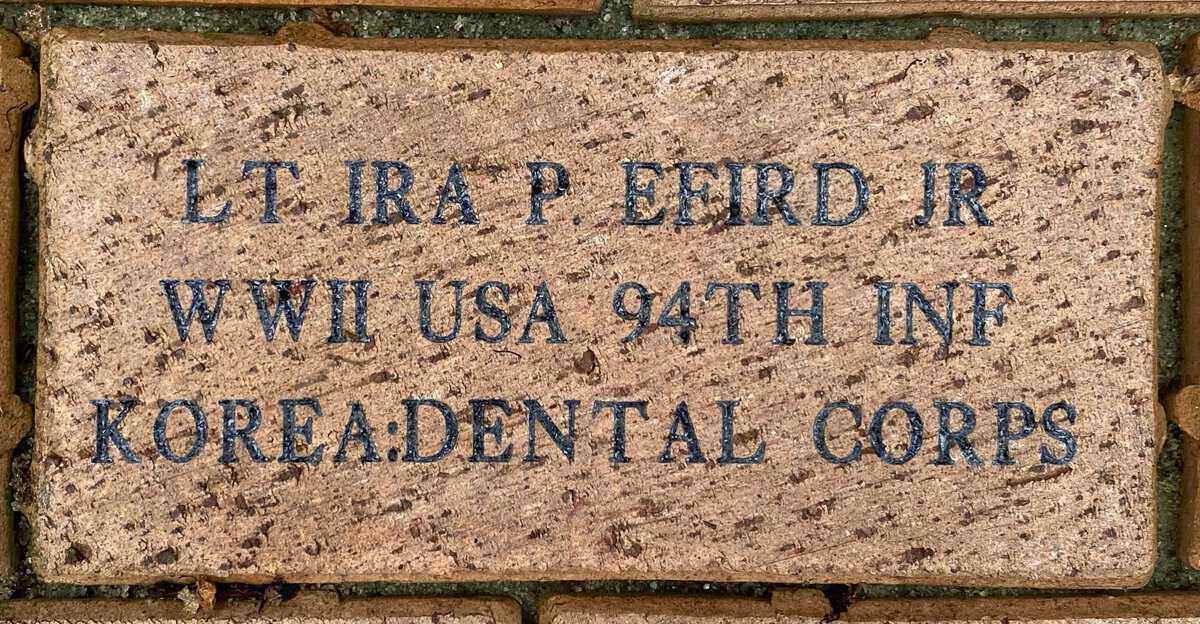 LT IRA P. EFIRD JR
WWII USA 94TH INF
KOREA:DENTAL CORPS